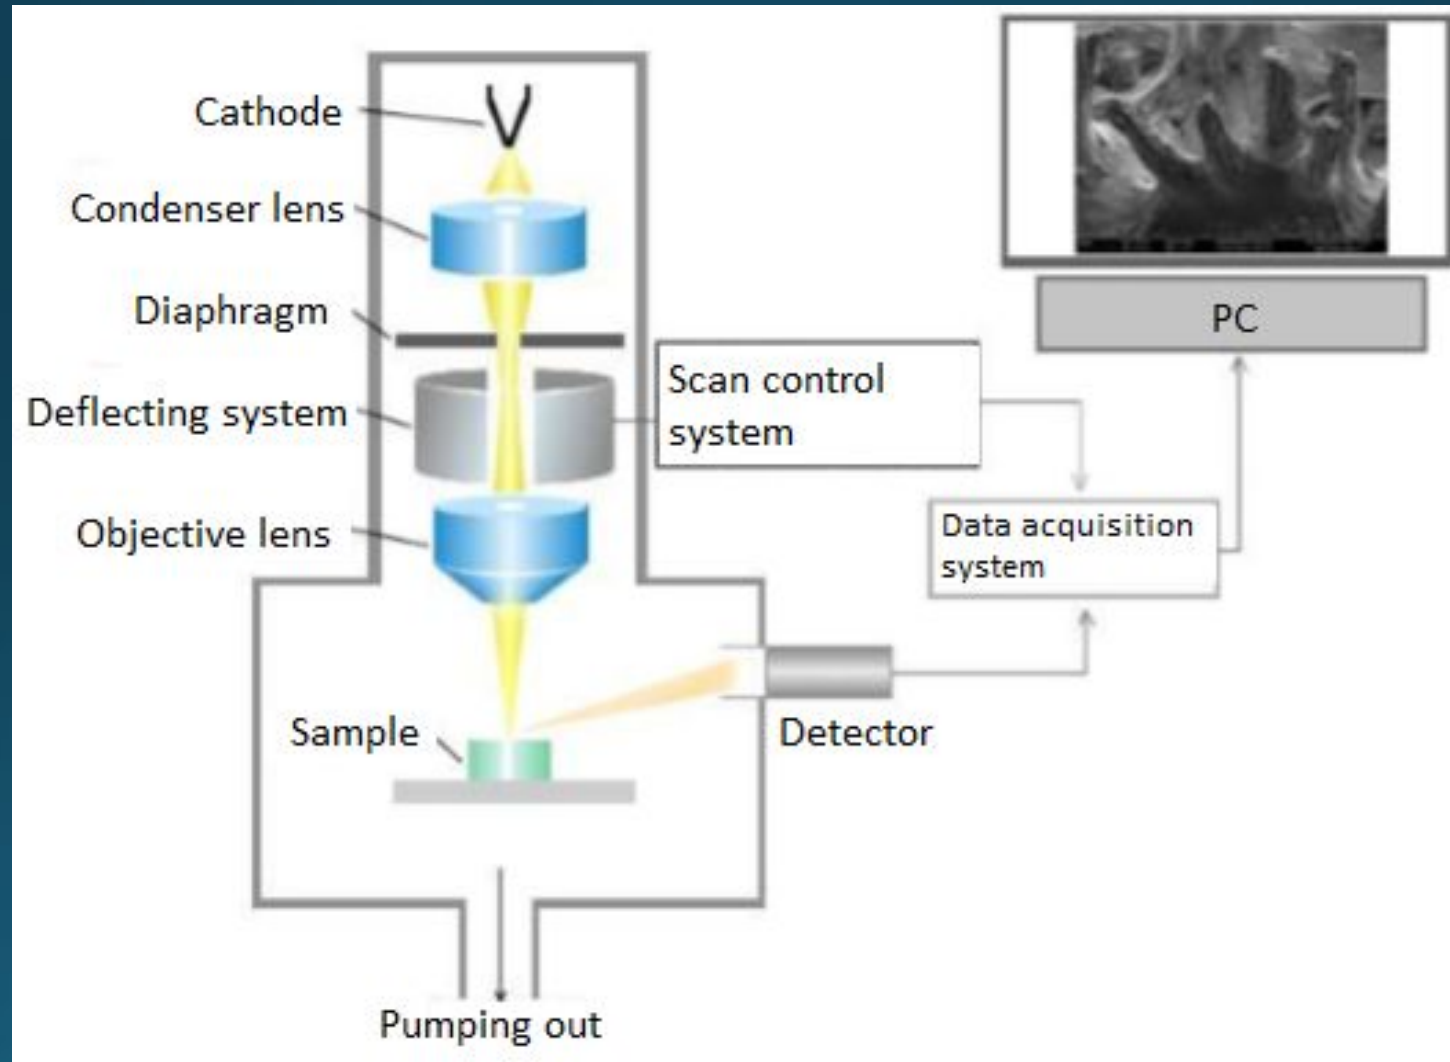 Cathode
Condenser lens
Diaphragm
Deflecting system
Objective lens
Sample
Pumping out
Scan control
system
Data acquisition
system
Detector
PC